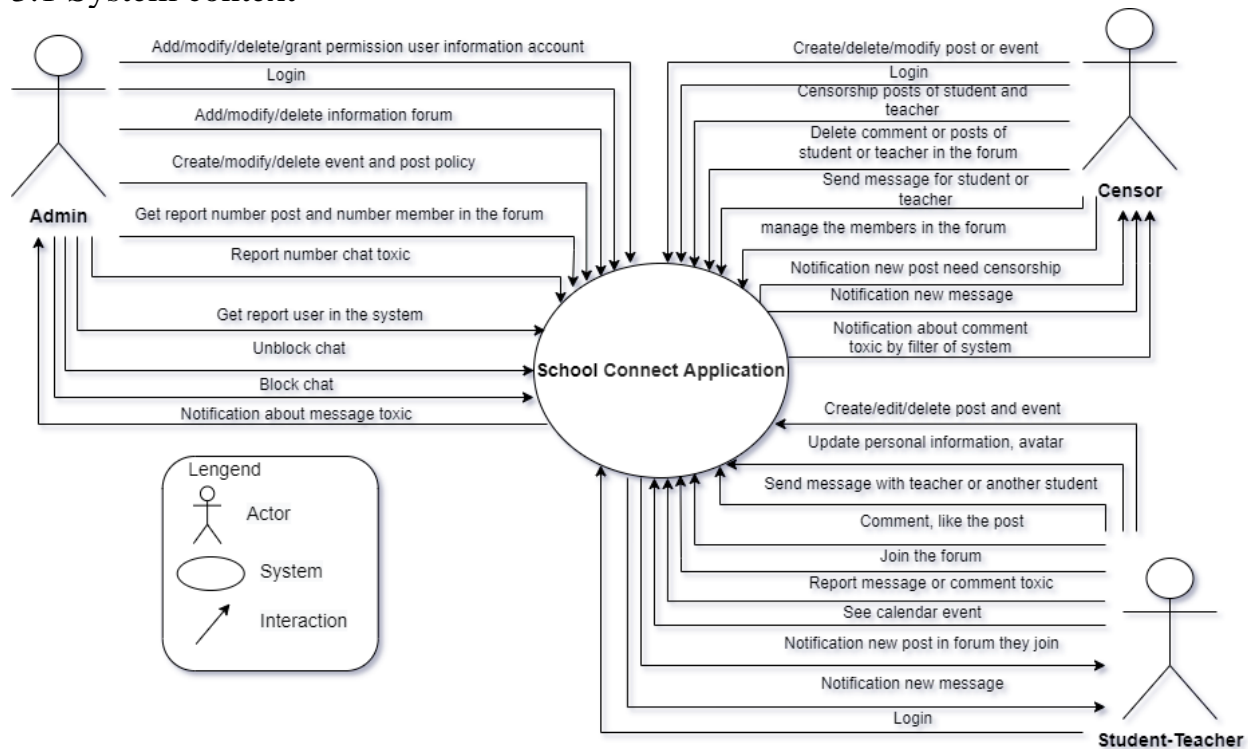 Add/modify/delete/grant permission user information account
Login
Add/modify/delete information forum
Create/modify/delete event and post policy
Admin
Get report number post and number member in the forum
Report number chat toxic
Get report user in the system
Unblock chat
Block chat
Notification about message toxic
Create/delete/modify post or event
Login
Censorship posts of student and
teacher
Delete comment or posts of
student or teacher in the forum
Send message for student or
teacher
Censor
manage the members in the forum
Notification new post need censorship
Notification new message
Notification about comment
toxic by filter of system
School Connect Application
Create/edit/delete post and event
Update personal information, avatar
Send message with teacher or another student
Comment, like the post
Join the forum
Report message or comment toxic
See calendar event
Notification new post in forum they join
Notification new message
Login
Student-Teacher
Lengend
Actor
System
Interaction